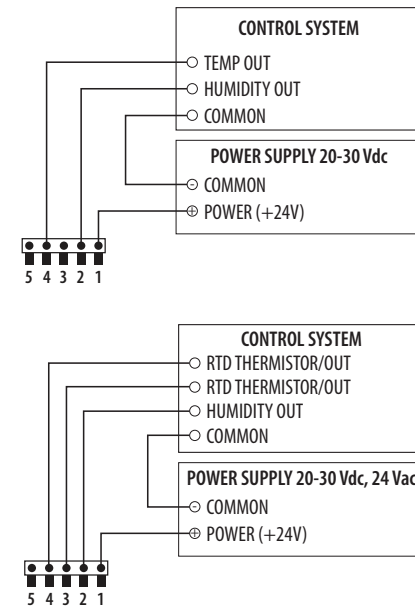 CONTROL SYSTEM
TEMP OUT
HUMIDITY OUT
COMMON
POWER SUPPLY 20-30 Vdc
COMMON
POWER (+24V)
5 4 3 2 1
CONTROL SYSTEM
RTD THERMISTOR/OUT
RTD THERMISTOR/OUT
HUMIDITY OUT
COMMON
POWER SUPPLY 20-30 Vdc, 24 Vac
COMMON
POWER (+24V)
5 4 3 2 1